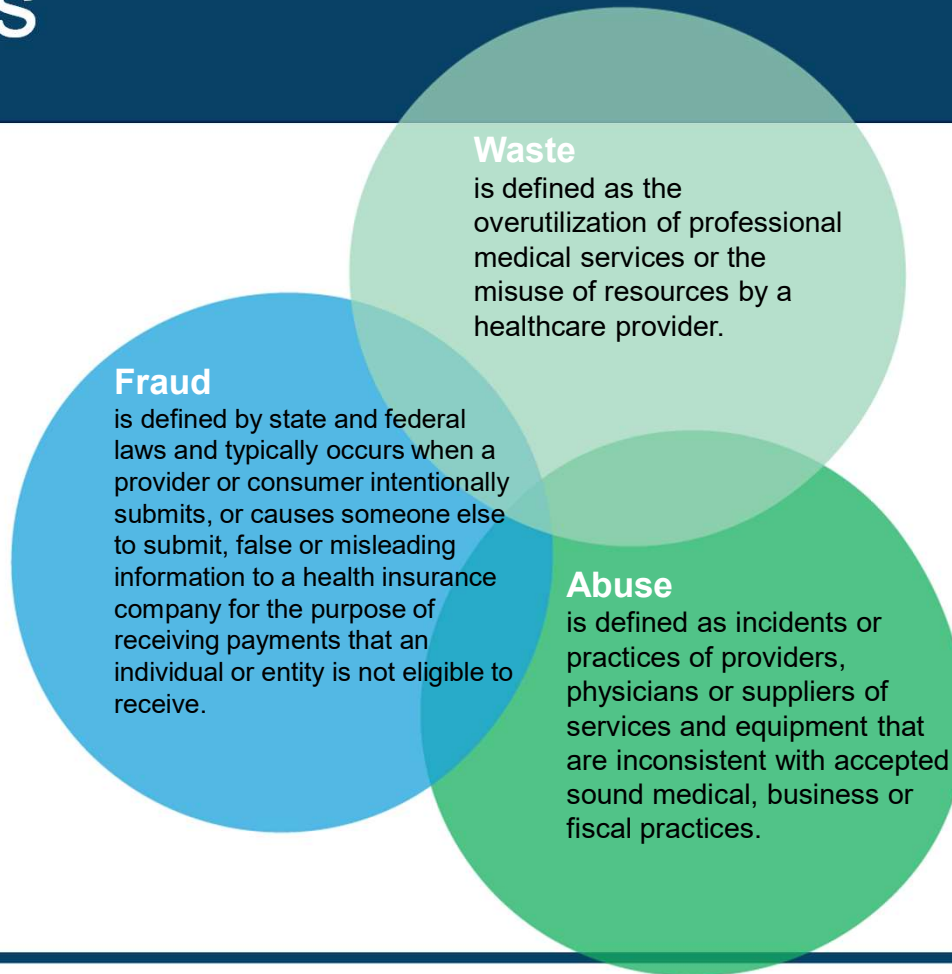 Waste
is defined as the
overutilization of professional
medical services or the
misuse of resources by a
healthcare provider.
Fraud
is defined by state and federal
laws and typically occurs when a
provider or consumer intentionally
submits, or causes someone else
to submit, false or misleading
information to a health insurance
company for the purpose of
receiving payments that an
individual or entity is not eligible to
receive.
Abuse
is defined as incidents or
practices of providers,
physicians or suppliers of
services and equipment that
are inconsistent with accepted
sound medical, business or
fiscal practices.